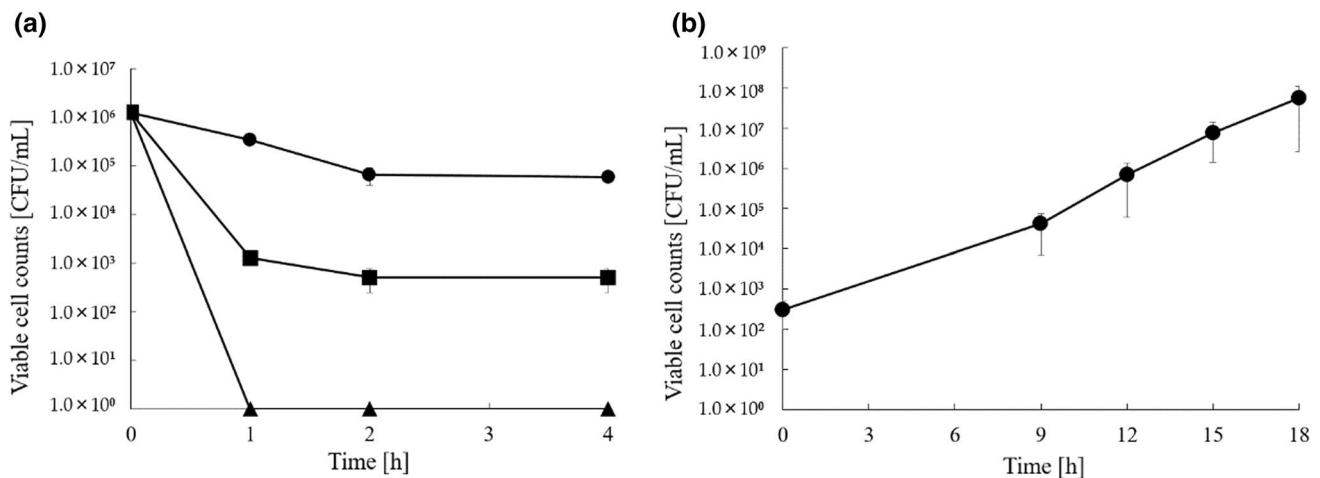 (a)
Viable cell counts [CFU/mL]
1.0×10⁷
1.0×10⁶
1.0×10⁵
1.0×10⁴
1.0×10³
1.0×10²
1.0×10¹
1.0×10⁰
0 1 2 3 4
Time [h]
(b)
Viable cell counts [CFU/mL]
1.0×10⁹
1.0×10⁸
1.0×10⁷
1.0×10⁶
1.0×10⁵
1.0×10⁴
1.0×10³
1.0×10²
1.0×10¹
1.0×10⁰
0 3 6 9 12 15 18
Time [h]